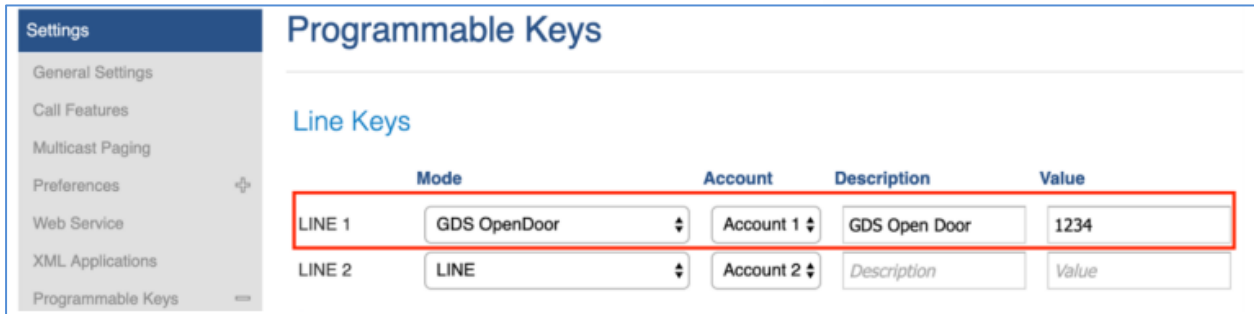 Settings
General Settings
Call Features
Multicast Paging
Preferences
Web Service
XML Applications
Programmable Keys
Programmable Keys
Line Keys
Mode Account Description Value
LINE 1 GDS OpenDoor Account 1 GDS Open Door 1234
LINE 2 LINE Account 2 Description Value